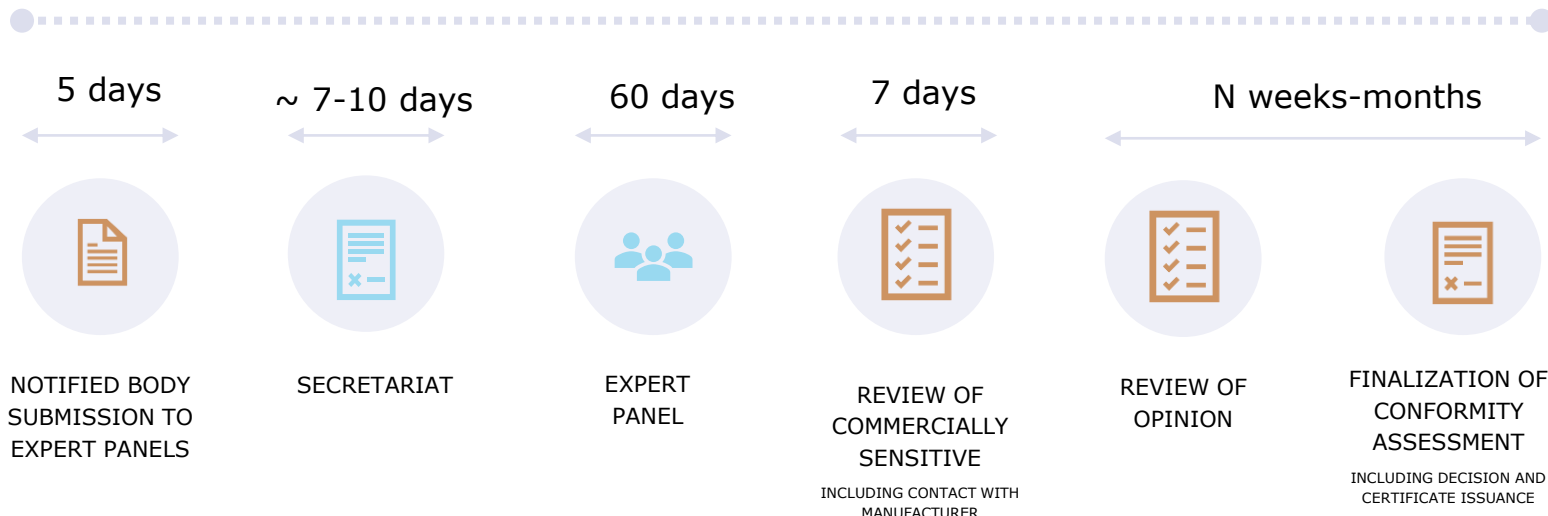 5 days
~ 7-10 days
60 days
7 days
N weeks-months
NOTIFIED BODY
SUBMISSION TO
EXPERT PANELS
SECRETARIAT
EXPERT
PANEL
REVIEW OF
COMMERCIALLY
SENSITIVE
INCLUDING CONTACT WITH
MANUFACTURER
REVIEW OF
OPINION
FINALIZATION OF
CONFORMITY
ASSESSMENT
INCLUDING DECISION AND
CERTIFICATE ISSUANCE